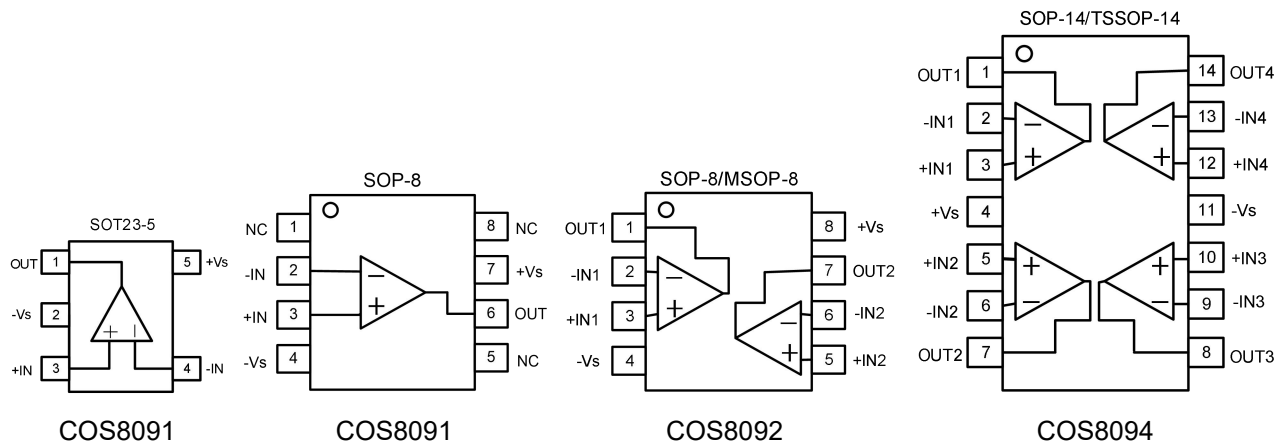 SOT23-5
OUT 1 5 +Vs
-Vs 2
+IN 3 4 -IN
+ −
COS8091
SOP-8
NC 1 8 NC
-IN 2 7 +Vs
+IN 3 6 OUT
-Vs 4 5 NC
−
+
COS8091
SOP-8/MSOP-8
OUT1 1 8 +Vs
-IN1 2 7 OUT2
+IN1 3 6 -IN2
-Vs 4 5 +IN2
− −
+ +
COS8092
SOP-14/TSSOP-14
OUT1 1 14 OUT4
-IN1 2 − − 13 -IN4
+IN1 3 + + 12 +IN4
+Vs 4 11 -Vs
+IN2 5 + + 10 +IN3
-IN2 6 − − 9 -IN3
OUT2 7 8 OUT3
COS8094